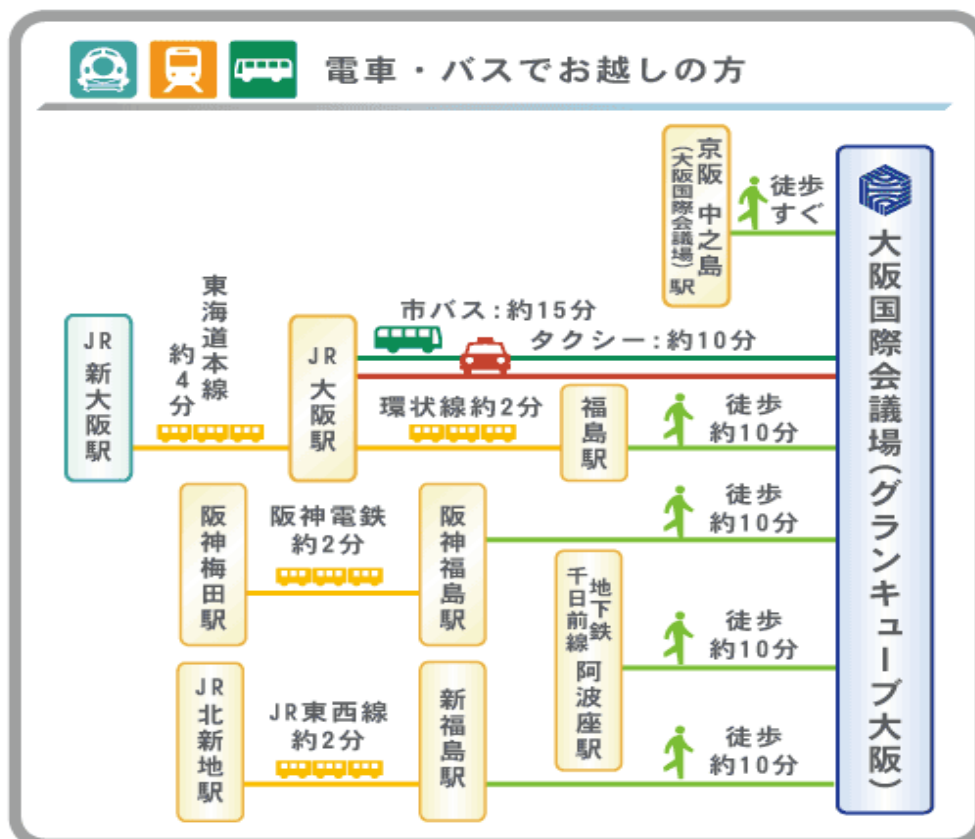 電車・バスでお越しの方
京阪 中之島
(大阪国際会議場)駅
徒歩
すぐ
大阪国際会議場(グランキューブ大阪)
市バス:約15分
タクシー:約10分
JR 新大阪駅
東海道本線
約4分
JR 大阪駅
環状線約2分
福島駅
徒歩
約10分
阪神梅田駅
阪神電鉄
約2分
阪神福島駅
徒歩
約10分
地下鉄
千日前線
阿波座駅
徒歩
約10分
JR 北新地駅
JR東西線
約2分
新福島駅
徒歩
約10分